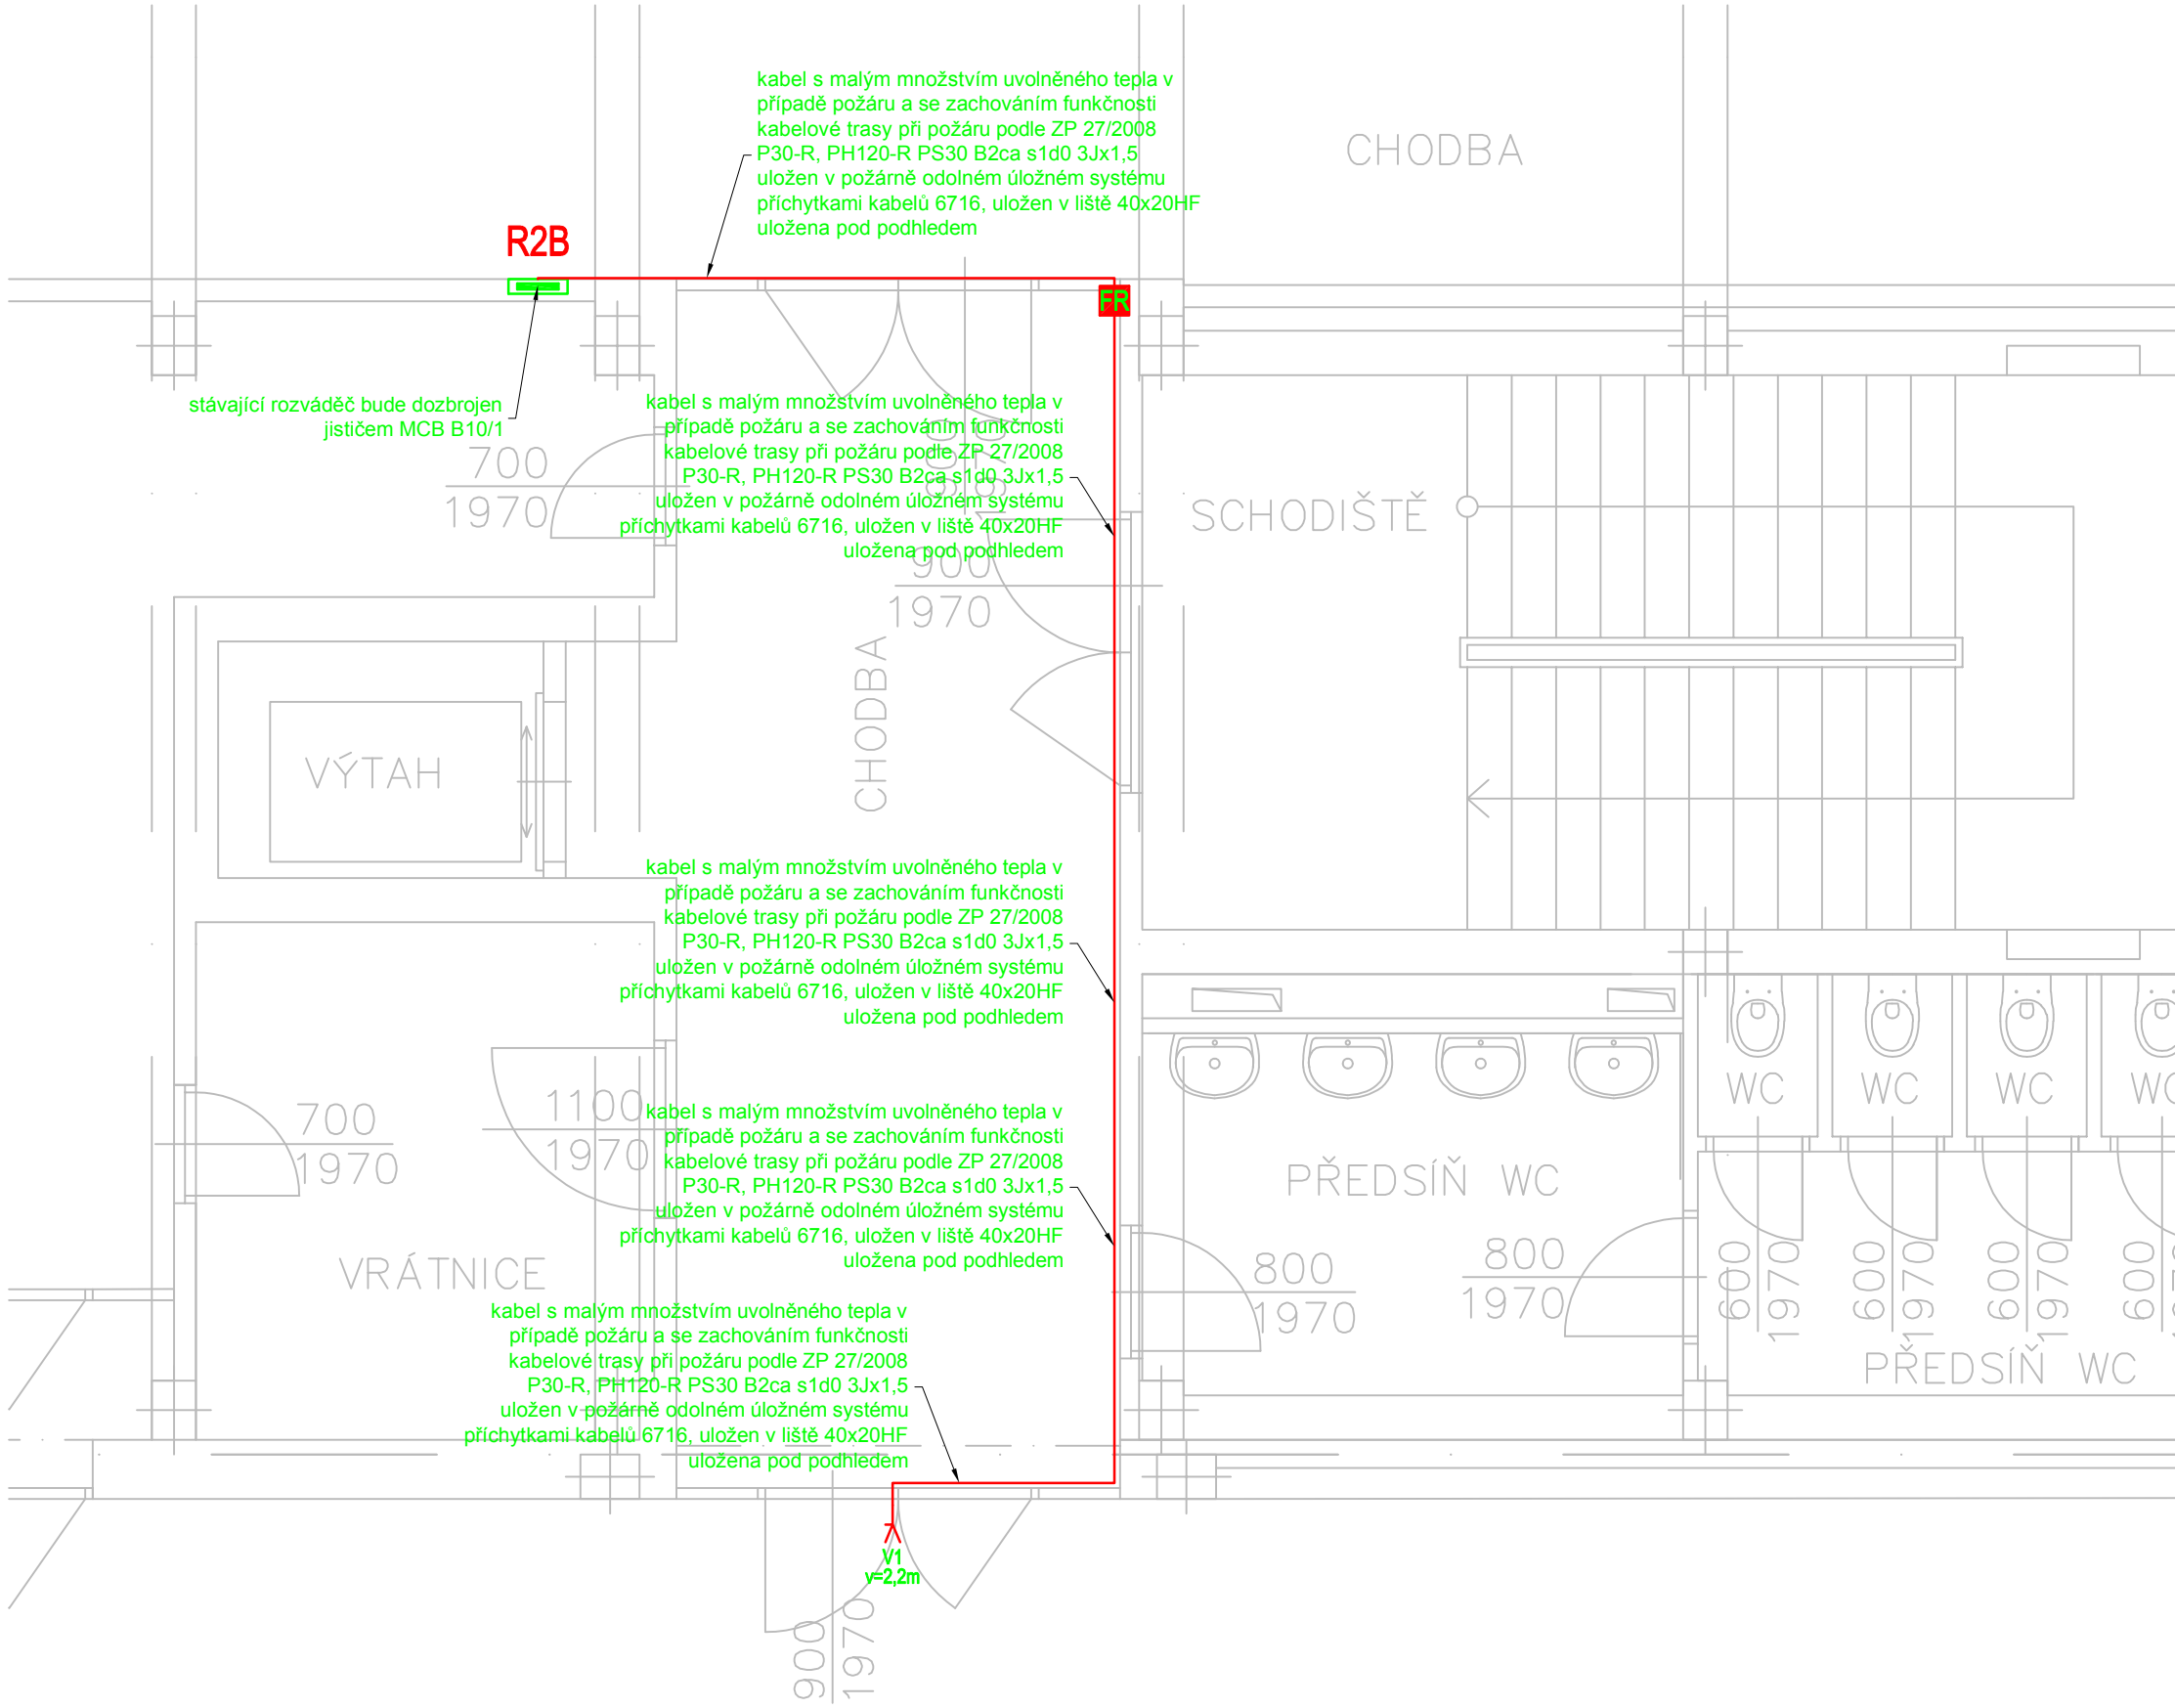 kabel s malým množstvím uvolněného tepla v
případě požáru a se zachováním funkčnosti
kabelové trasy při požáru podle ZP 27/2008
P30-R, PH120-R PS30 B2ca s1d0 3Jx1,5
uložen v požárně odolném úložném systému
příchytkami kabelů 6716, uložen v liště 40x20HF
uložena pod podhledem
CHODBA
R2B
FR
stávající rozváděč bude dozbrojen
jističem MCB B10/1
700
1970
kabel s malým množstvím uvolněného tepla v
případě požáru a se zachováním funkčnosti
kabelové trasy při požáru podle ZP 27/2008
P30-R, PH120-R PS30 B2ca s1d0 3Jx1,5
uložen v požárně odolném úložném systému
příchytkami kabelů 6716, uložen v liště 40x20HF
uložena pod podhledem
900
1970
SCHODIŠTĚ
900
1970
CHODBA
VÝTAH
kabel s malým množstvím uvolněného tepla v
případě požáru a se zachováním funkčnosti
kabelové trasy při požáru podle ZP 27/2008
P30-R, PH120-R PS30 B2ca s1d0 3Jx1,5
uložen v požárně odolném úložném systému
příchytkami kabelů 6716, uložen v liště 40x20HF
uložena pod podhledem
WC
WC
WC
WC
700
1970
1100
1970
kabel s malým množstvím uvolněného tepla v
případě požáru a se zachováním funkčnosti
kabelové trasy při požáru podle ZP 27/2008
P30-R, PH120-R PS30 B2ca s1d0 3Jx1,5
uložen v požárně odolném úložném systému
příchytkami kabelů 6716, uložen v liště 40x20HF
uložena pod podhledem
PŘEDSÍŇ WC
VRÁTNICE
800
1970
800
1970
600
1970
600
1970
600
1970
600
PŘEDSÍŇ WC
kabel s malým množstvím uvolněného tepla v
případě požáru a se zachováním funkčnosti
kabelové trasy při požáru podle ZP 27/2008
P30-R, PH120-R PS30 B2ca s1d0 3Jx1,5
uložen v požárně odolném úložném systému
příchytkami kabelů 6716, uložen v liště 40x20HF
uložena pod podhledem
V1
v=2,2m
900
1970